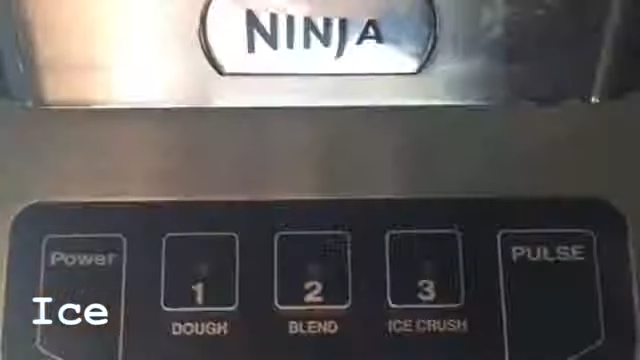 NINJA
Power
1
2
3
PULSE
DOUGH
BLEND
ICE CRUSH
Ice